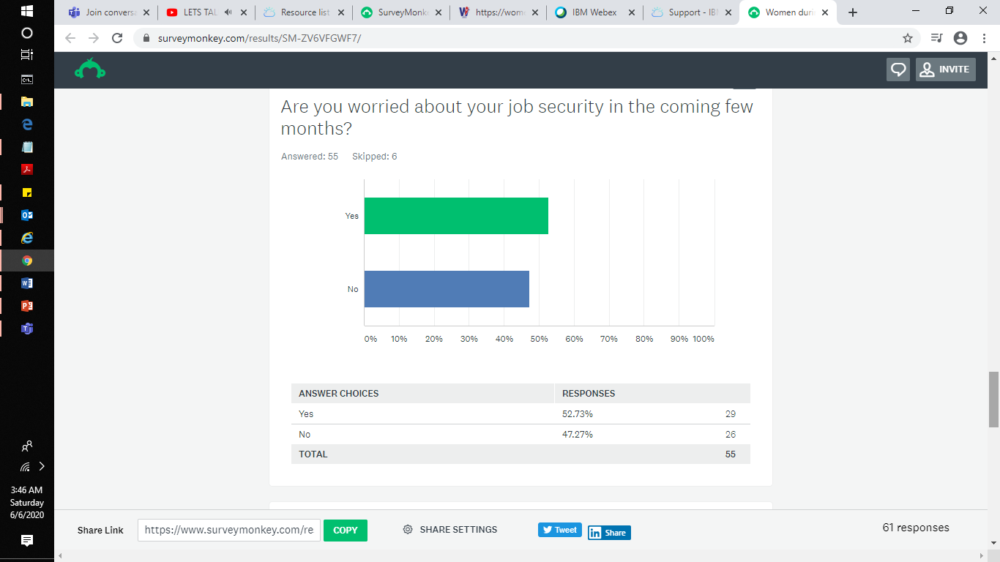 Join convers
LETS TAL
Resource list
SurveyMonk
https://wom
IBM Webex
Support - IB
Women duri
surveymonkey.com/results/SM-ZV6VFGWF7/
INVITE
Are you worried about your job security in the coming few
months?
Answered: 55 Skipped: 6
Yes
No
0% 10% 20% 30% 40% 50% 60% 70% 80% 90% 100%
ANSWER CHOICES RESPONSES
Yes 52.73% 29
No 47.27% 26
TOTAL 55
3:46 AM
Saturday
6/6/2020
Share Link https://www.surveymonkey.com/re COPY SHARE SETTINGS Tweet in Share 61 responses